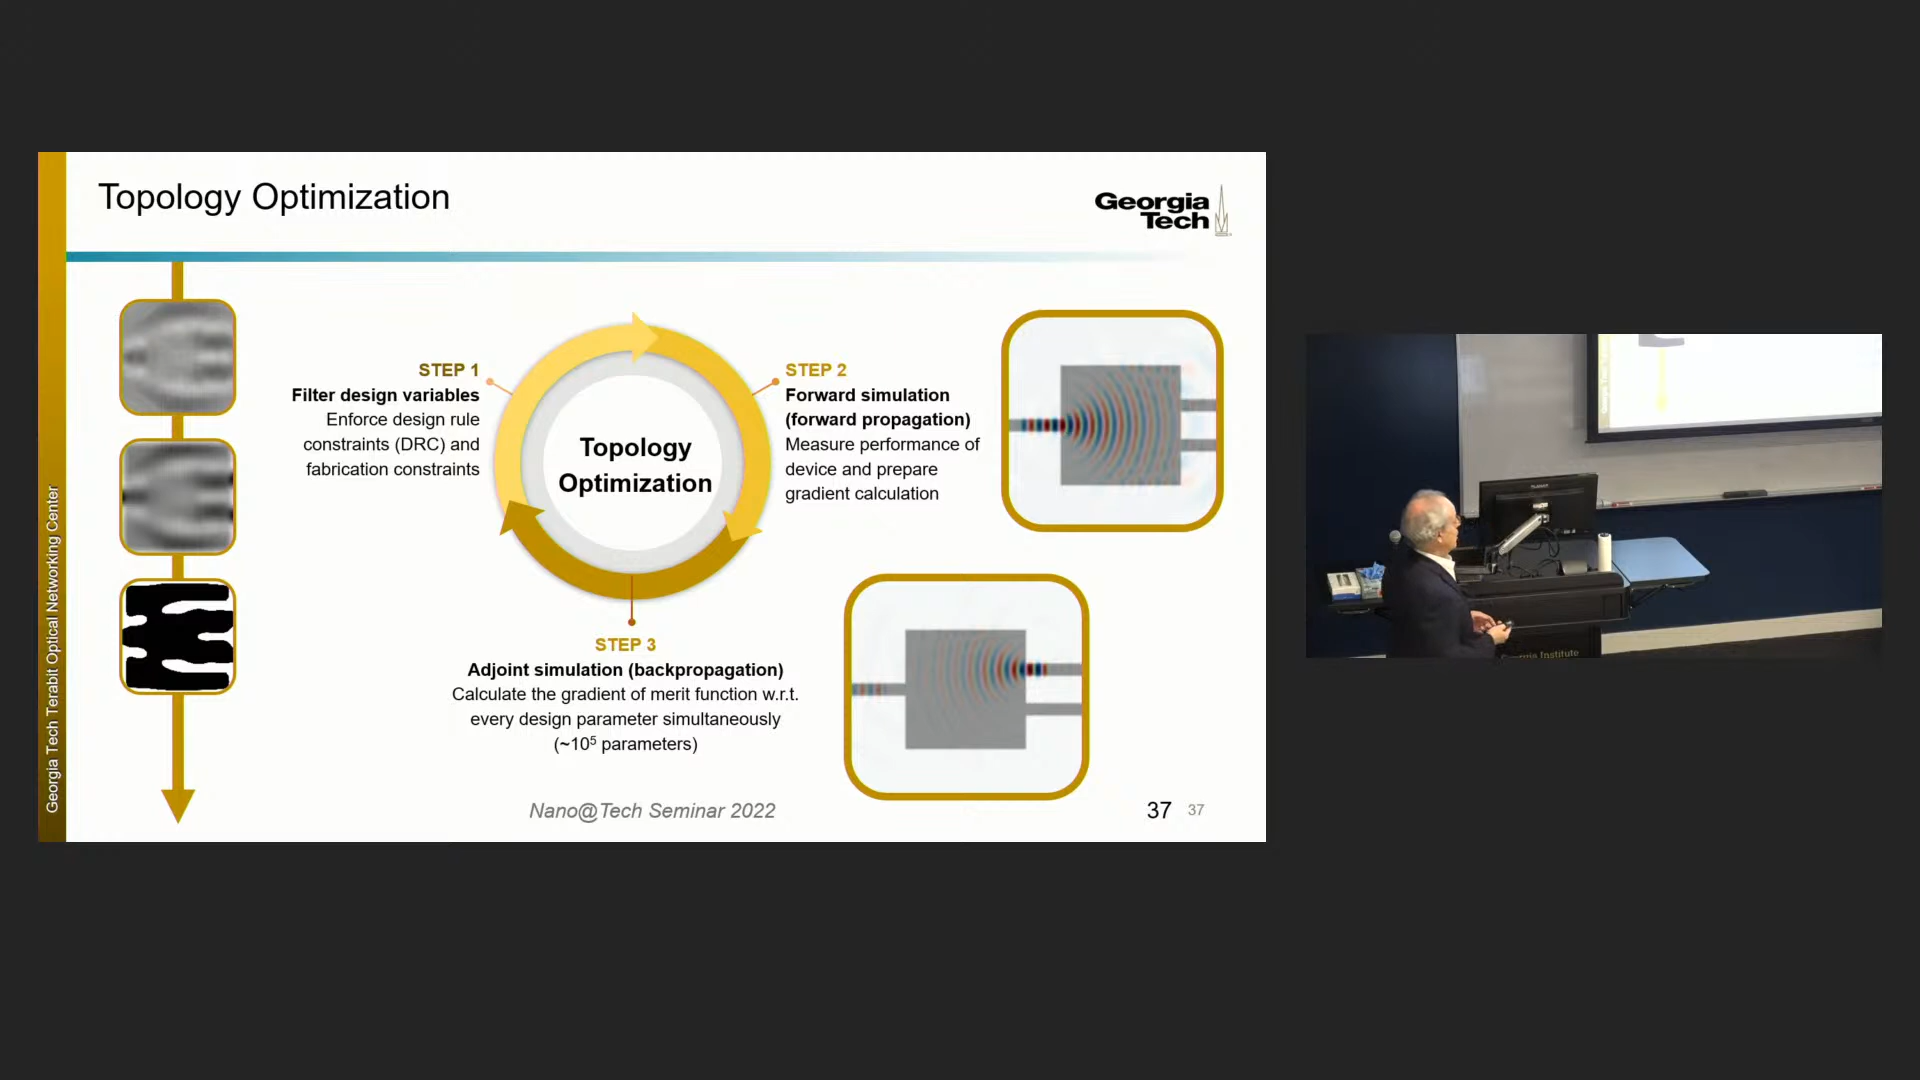 Topology Optimization
Georgia
Tech
STEP 1
Filter design variables
Enforce design rule
constraints (DRC) and
fabrication constraints
Topology
Optimization
STEP 2
Forward simulation
(forward propagation)
Measure performance of
device and prepare
gradient calculation
STEP 3
Adjoint simulation (backpropagation)
Calculate the gradient of merit function w.r.t.
every design parameter simultaneously
(~10⁵ parameters)
Georgia Tech Terabit Optical Networking Center
Nano@Tech Seminar 2022
37
37
Georgia Institute